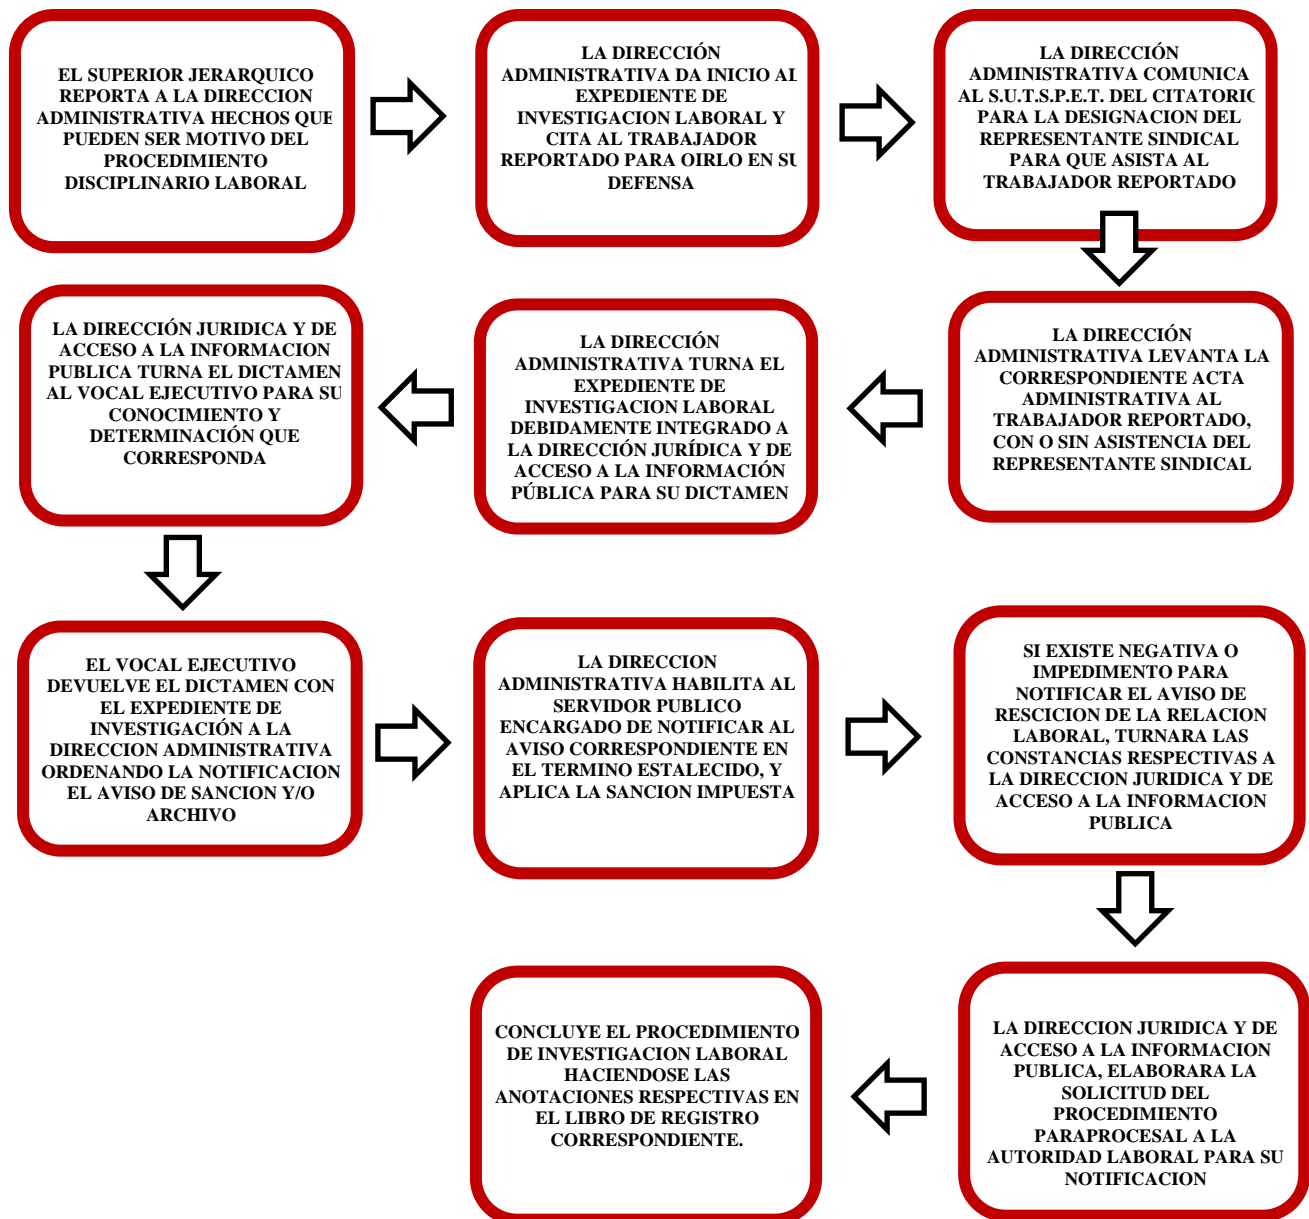 EL SUPERIOR JERARQUICO
REPORTA A LA DIRECCION
ADMINISTRATIVA HECHOS QUE
PUEDEN SER MOTIVO DEL
PROCEDIMIENTO
DISCIPLINARIO LABORAL
LA DIRECCIÓN
ADMINISTRATIVA DA INICIO AL
EXPEDIENTE DE
INVESTIGACION LABORAL Y
CITA AL TRABAJADOR
REPORTADO PARA OIRLO EN SU
DEFENSA
LA DIRECCIÓN
ADMINISTRATIVA COMUNICA
AL S.U.T.S.P.E.T. DEL CITATORIO
PARA LA DESIGNACION DEL
REPRESENTANTE SINDICAL
PARA QUE ASISTA AL
TRABAJADOR REPORTADO
LA DIRECCIÓN
ADMINISTRATIVA LEVANTA LA
CORRESPONDIENTE ACTA
ADMINISTRATIVA AL
TRABAJADOR REPORTADO,
CON O SIN ASISTENCIA DEL
REPRESENTANTE SINDICAL
LA DIRECCIÓN
ADMINISTRATIVA TURNA EL
EXPEDIENTE DE
INVESTIGACION LABORAL
DEBIDAMENTE INTEGRADO A
LA DIRECCIÓN JURÍDICA Y DE
ACCESO A LA INFORMACIÓN
PÚBLICA PARA SU DICTAMEN
LA DIRECCIÓN JURIDICA Y DE
ACCESO A LA INFORMACION
PUBLICA TURNA EL DICTAMEN
AL VOCAL EJECUTIVO PARA SU
CONOCIMIENTO Y
DETERMINACIÓN QUE
CORRESPONDA
EL VOCAL EJECUTIVO
DEVUELVE EL DICTAMEN CON
EL EXPEDIENTE DE
INVESTIGACIÓN A LA
DIRECCION ADMINISTRATIVA
ORDENANDO LA NOTIFICACION
EL AVISO DE SANCION Y/O
ARCHIVO
LA DIRECCION
ADMINISTRATIVA HABILITA AL
SERVIDOR PUBLICO
ENCARGADO DE NOTIFICAR AL
AVISO CORRESPONDIENTE EN
EL TERMINO ESTALECIDO, Y
APLICA LA SANCION IMPUESTA
SI EXISTE NEGATIVA O
IMPEDIMENTO PARA
NOTIFICAR EL AVISO DE
RESCICION DE LA RELACION
LABORAL, TURNARA LAS
CONSTANCIAS RESPECTIVAS A
LA DIRECCION JURIDICA Y DE
ACCESO A LA INFORMACION
PUBLICA
LA DIRECCION JURIDICA Y DE
ACCESO A LA INFORMACION
PUBLICA, ELABORARA LA
SOLICITUD DEL
PROCEDIMIENTO
PARAPROCESAL A LA
AUTORIDAD LABORAL PARA SU
NOTIFICACION
CONCLUYE EL PROCEDIMIENTO
DE INVESTIGACION LABORAL
HACIENDOSE LAS
ANOTACIONES RESPECTIVAS EN
EL LIBRO DE REGISTRO
CORRESPONDIENTE.